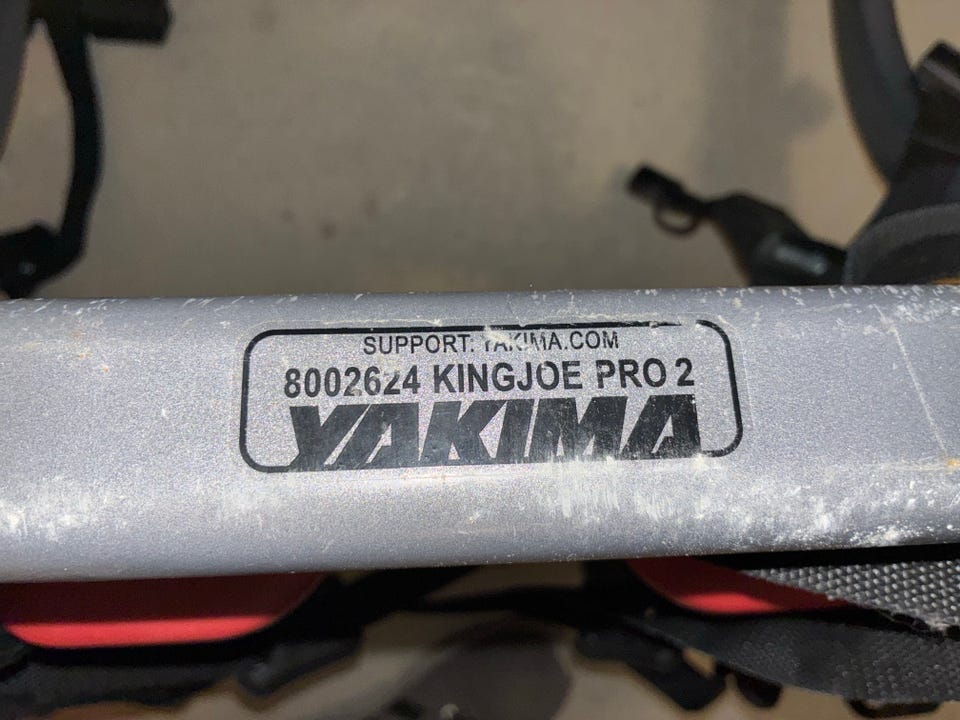 SUPPORT: YAKIMA.COM
8002624 KINGJOE PRO 2
YAKIMA